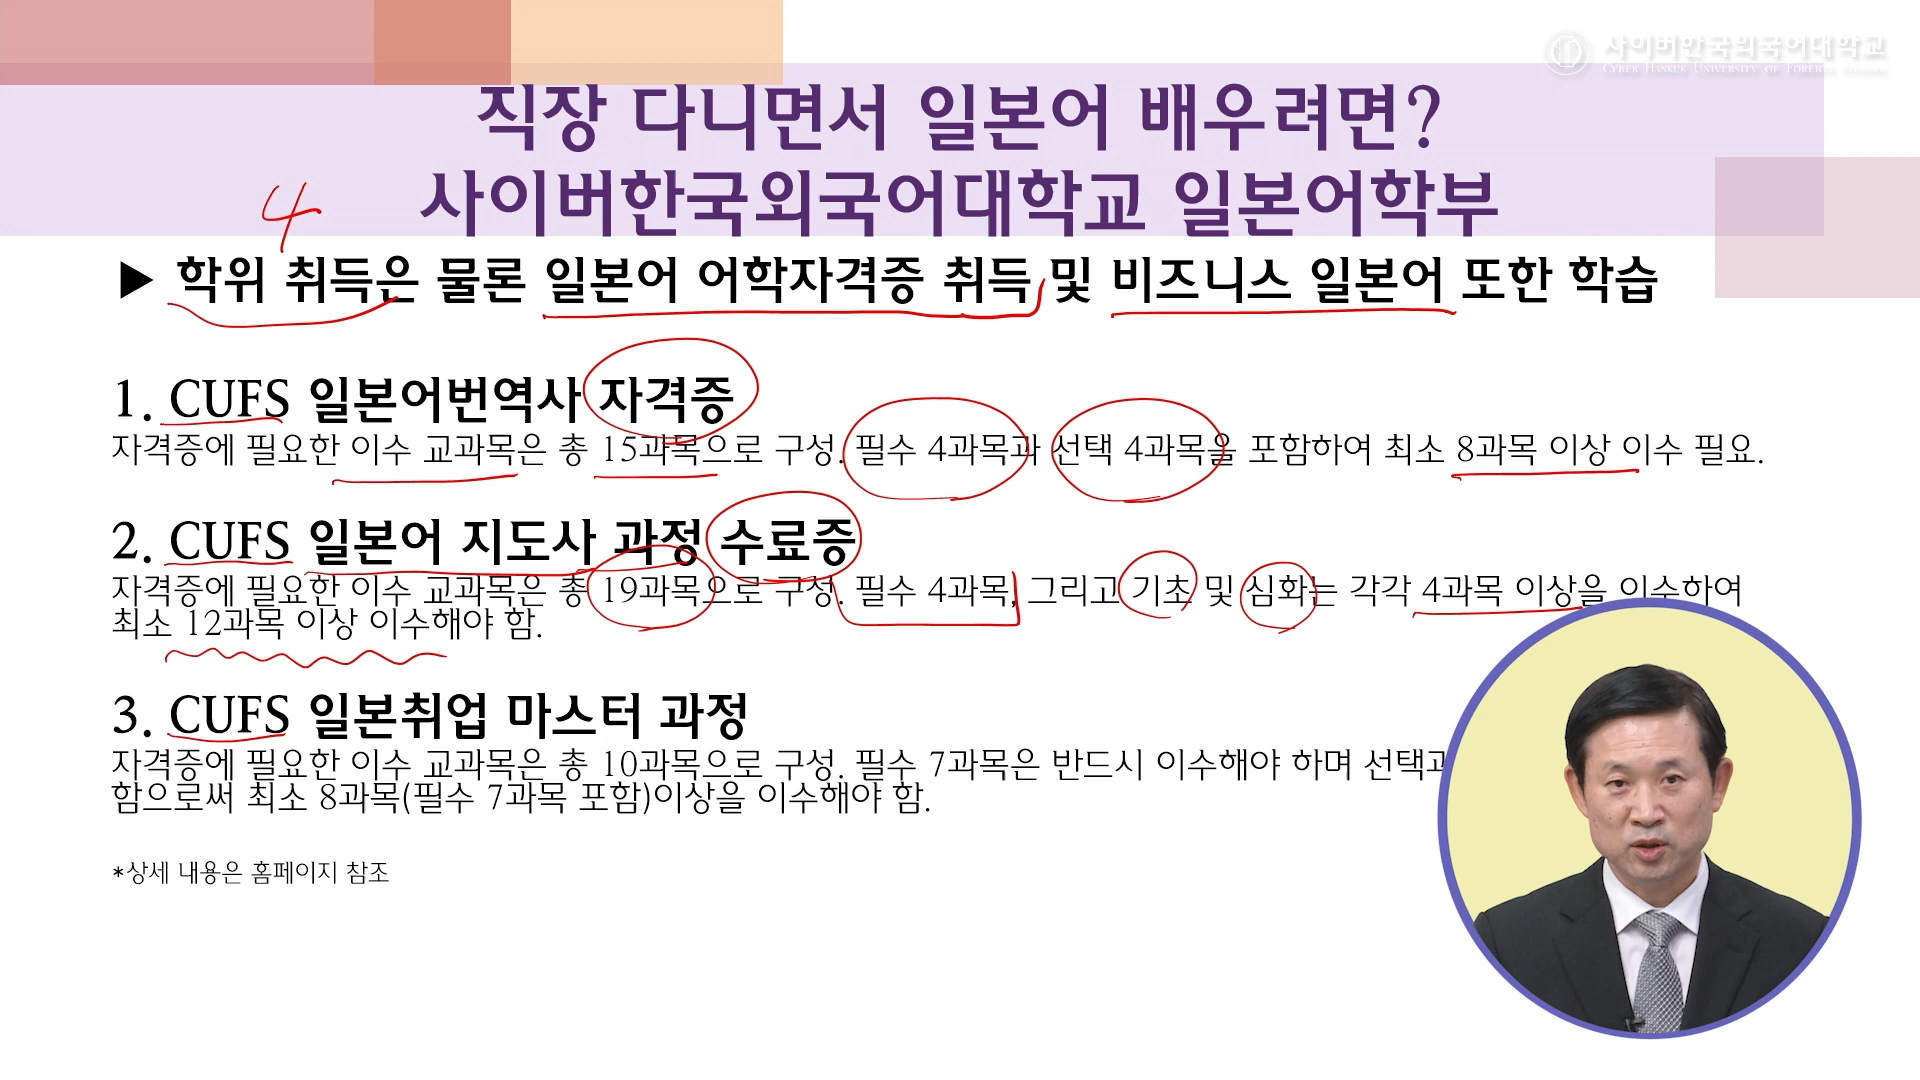 사이버한국외국어대학교
CYBER HANKUK UNIVERSITY OF FOREIGN STUDIES
직장 다니면서 일본어 배우려면?
사이버한국외국어대학교 일본어학부
4
▶ 학위 취득은 물론 일본어 어학자격증 취득 및 비즈니스 일본어 또한 학습
1. CUFS 일본어번역사 자격증
자격증에 필요한 이수 교과목은 총 15과목으로 구성. 필수 4과목과 선택 4과목을 포함하여 최소 8과목 이상 이수 필요.
2. CUFS 일본어 지도사 과정 수료증
자격증에 필요한 이수 교과목은 총 19과목으로 구성. 필수 4과목, 그리고 기초 및 심화는 각각 4과목 이상을 이수하여
최소 12과목 이상 이수해야 함.
3. CUFS 일본취업 마스터 과정
자격증에 필요한 이수 교과목은 총 10과목으로 구성. 필수 7과목은 반드시 이수해야 하며
함으로써 최소 8과목(필수 7과목 포함)이상을 이수해야 함.
*상세 내용은 홈페이지 참조